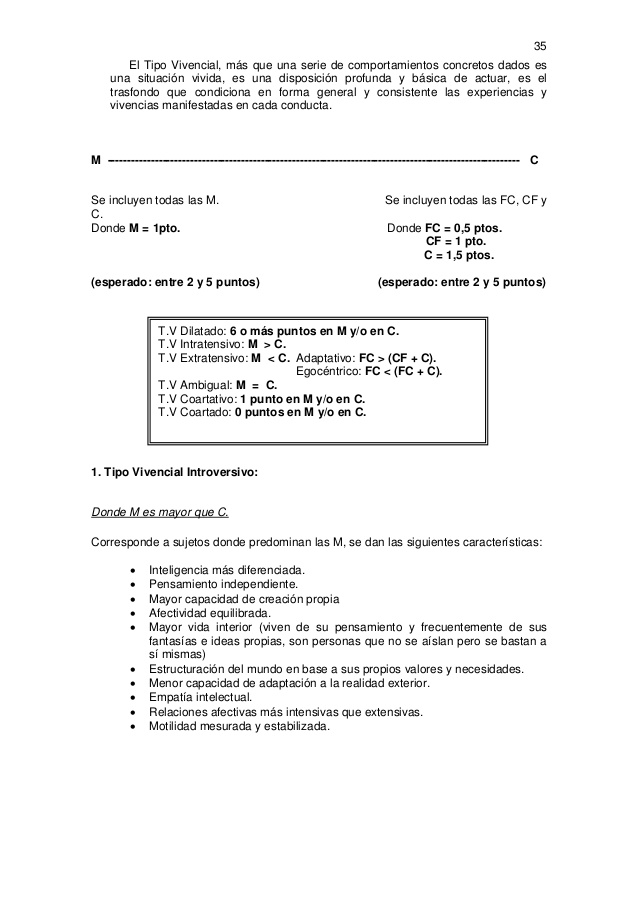 35
El Tipo Vivencial, más que una serie de comportamientos concretos dados es
una situación vivida, es una disposición profunda y básica de actuar, es el
trasfondo que condiciona en forma general y consistente las experiencias y
vivencias manifestadas en cada conducta.
M ---------------------------------------------------------------------------------------------------------- C
Se incluyen todas las M. Se incluyen todas las FC, CF y
C.
Donde M = 1pto. Donde FC = 0,5 ptos.
CF = 1 pto.
C = 1,5 ptos.
(esperado: entre 2 y 5 puntos) (esperado: entre 2 y 5 puntos)
T.V Dilatado: 6 o más puntos en M y/o en C.
T.V Intratensivo: M > C.
T.V Extratensivo: M < C. Adaptativo: FC > (CF + C).
Egocéntrico: FC < (FC + C).
T.V Ambigual: M = C.
T.V Coartativo: 1 punto en M y/o en C.
T.V Coartado: 0 puntos en M y/o en C.
1. Tipo Vivencial Introversivo:
Donde M es mayor que C.
Corresponde a sujetos donde predominan las M, se dan las siguientes características:
• Inteligencia más diferenciada.
• Pensamiento independiente.
• Mayor capacidad de creación propia
• Afectividad equilibrada.
• Mayor vida interior (viven de su pensamiento y frecuentemente de sus
fantasías e ideas propias, son personas que no se aíslan pero se bastan a
sí mismas)
• Estructuración del mundo en base a sus propios valores y necesidades.
• Menor capacidad de adaptación a la realidad exterior.
• Empatía intelectual.
• Relaciones afectivas más intensivas que extensivas.
• Motilidad mesurada y estabilizada.